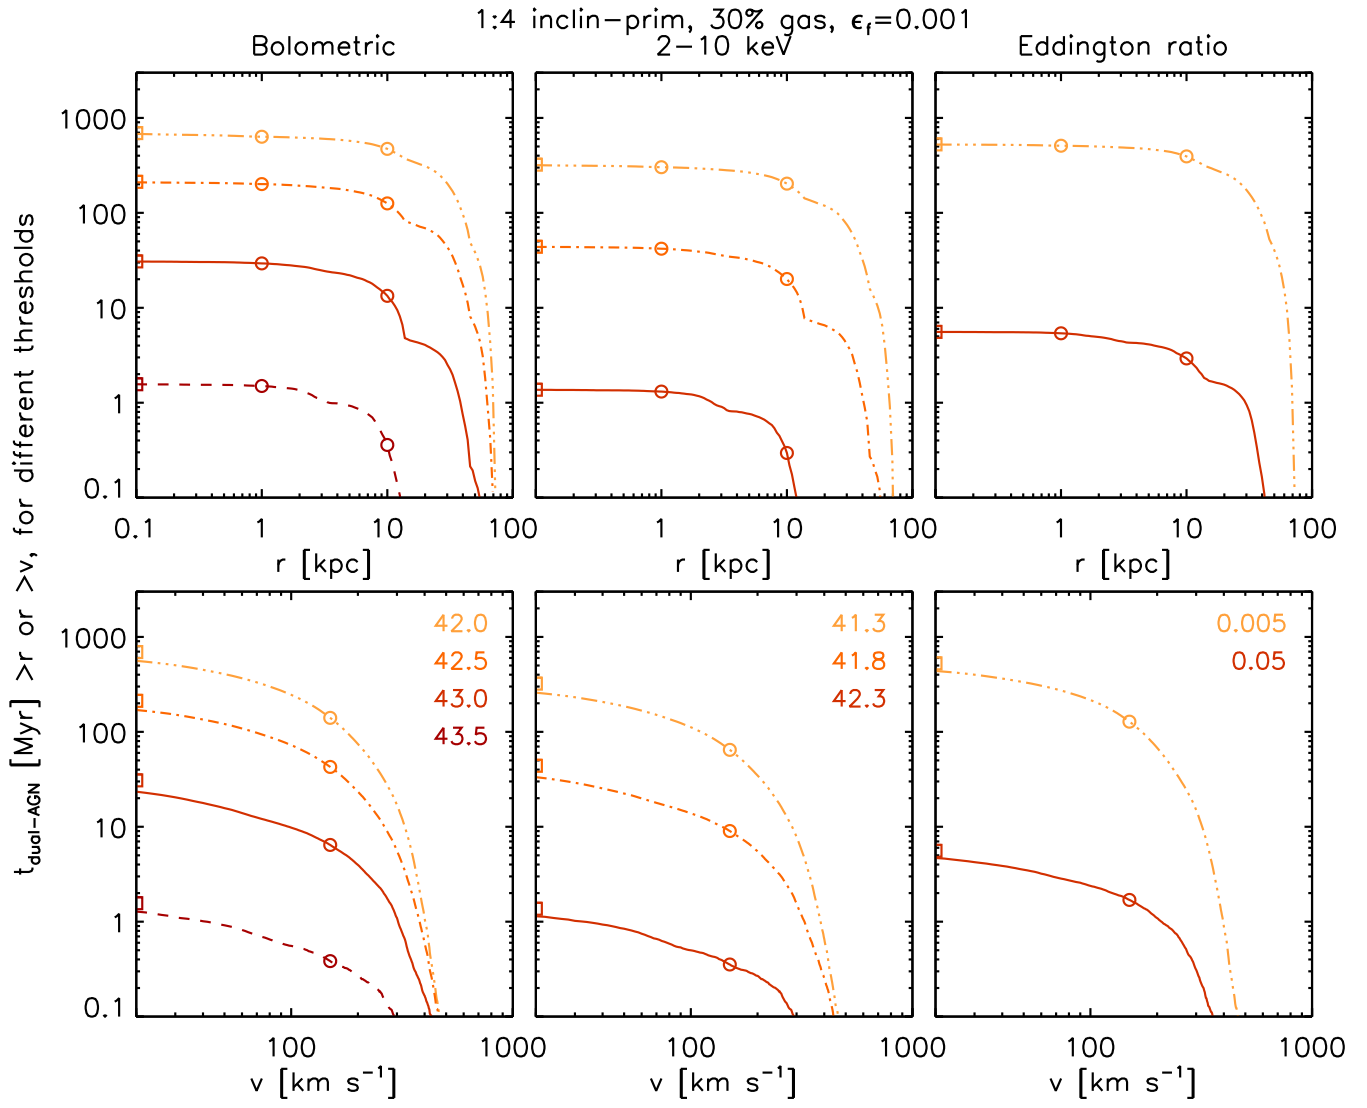 1:4 inclin-prim, 30% gas, ϵf=0.001
Bolometric
2-10 keV
Eddington ratio
tdual-AGN [Myr] >r or >v, for different thresholds
1000
100
10
1
0.1
0.1 1 10 100
1 10 100
1 10 100
r [kpc]
r [kpc]
r [kpc]
1000
100
10
1
0.1
42.0
42.5
43.0
43.5
41.3
41.8
42.3
0.005
0.05
100 1000
100 1000
100 1000
v [km s⁻¹]
v [km s⁻¹]
v [km s⁻¹]